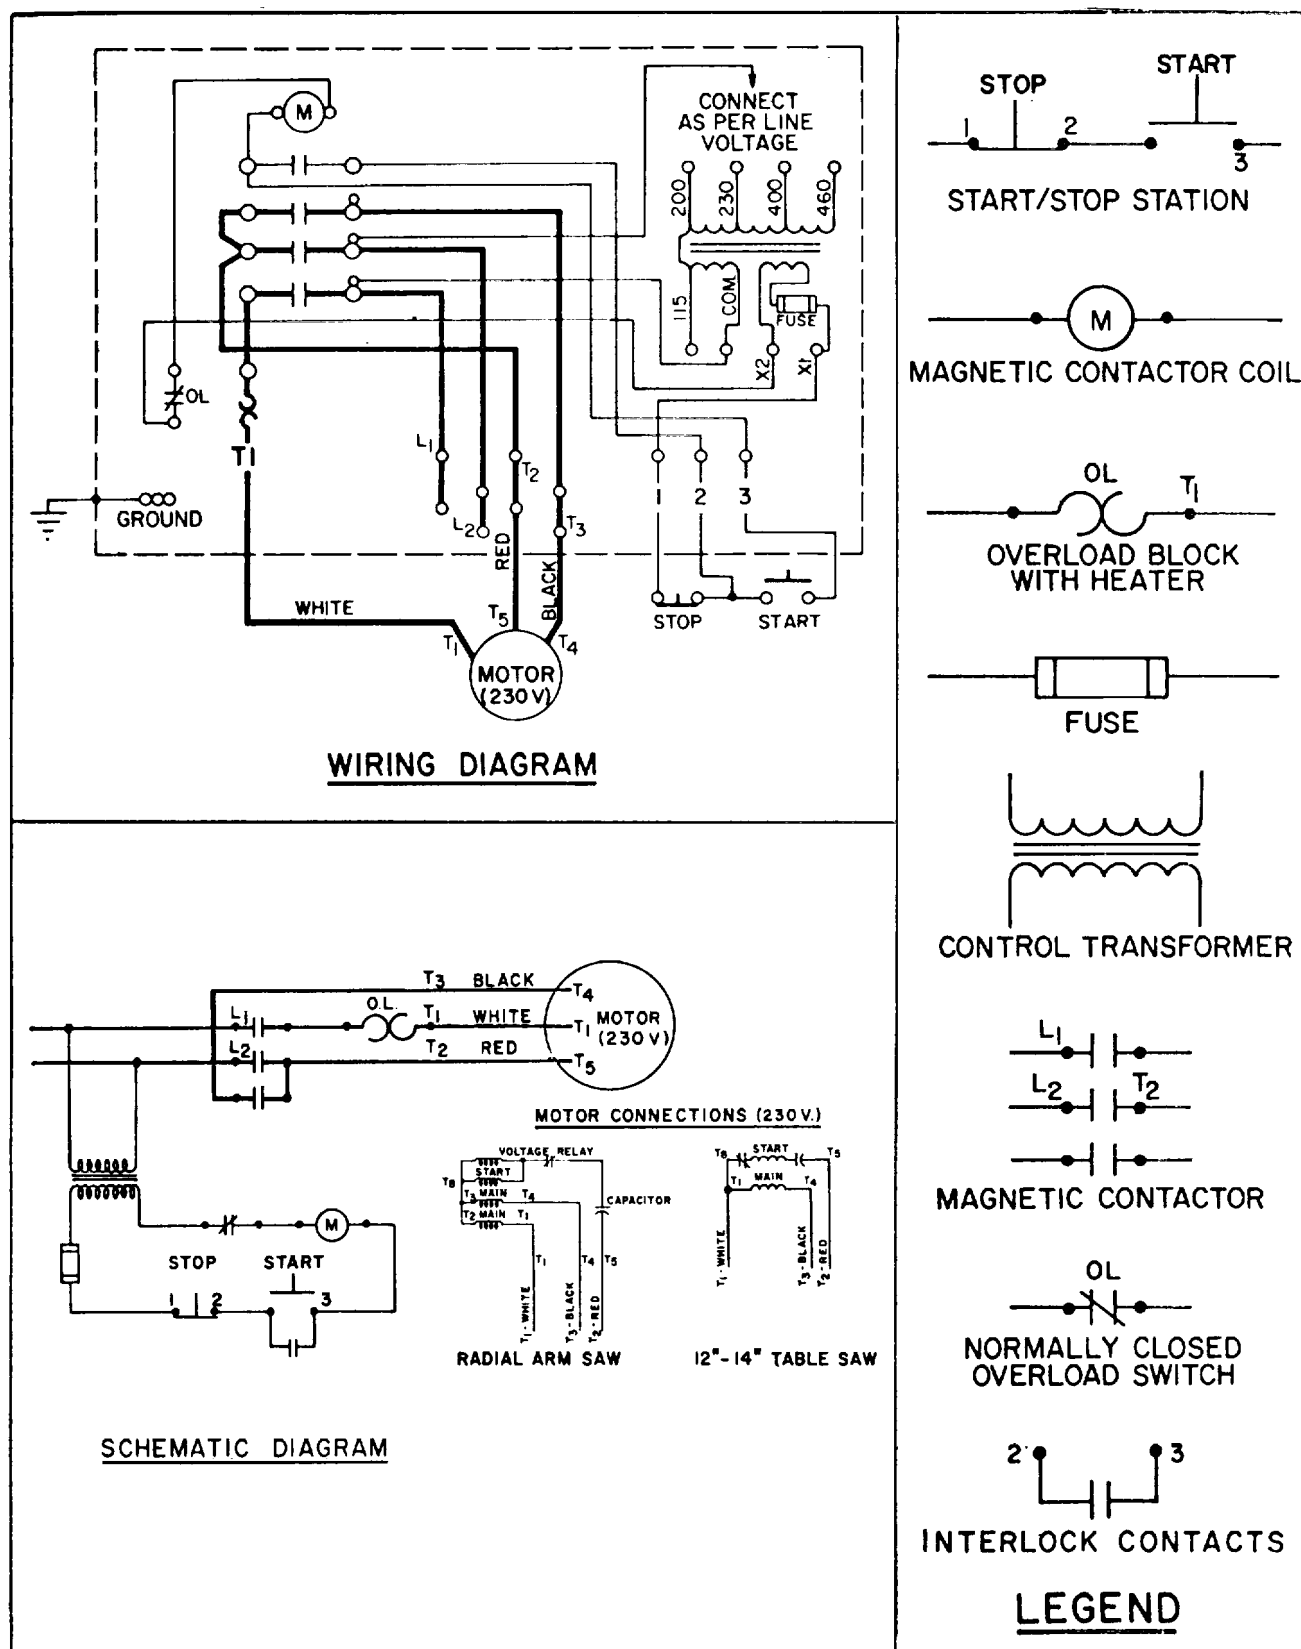 M
CONNECT
AS PER LINE
VOLTAGE
200
230
400
460
115
COM.
FUSE
X2
X1
OL
T1
L1
T2
L2
T3
GROUND
RED
BLACK
1
2
3
WHITE
STOP
START
T1
T5
T4
MOTOR
(230V)
WIRING DIAGRAM
T3 BLACK
T4
O.L.
L1
T1
WHITE
T1
MOTOR
(230V)
L2
T2
RED
T5
MOTOR CONNECTIONS (230V.)
VOLTAGE RELAY
START
T8
T3 MAIN T4
T2 MAIN T1
CAPACITOR
T1
T4
T5
T1-WHITE
T3-BLACK
T2-RED
RADIAL ARM SAW
T8
START
T5
T1
MAIN
T4
T1-WHITE
T3-BLACK
T2-RED
12"-14" TABLE SAW
M
STOP
START
1
2
3
SCHEMATIC DIAGRAM
STOP
START
1
2
3
START/STOP STATION
M
MAGNETIC CONTACTOR COIL
OL
T1
OVERLOAD BLOCK
WITH HEATER
FUSE
CONTROL TRANSFORMER
L1
L2
T2
MAGNETIC CONTACTOR
OL
NORMALLY CLOSED
OVERLOAD SWITCH
2
3
INTERLOCK CONTACTS
LEGEND